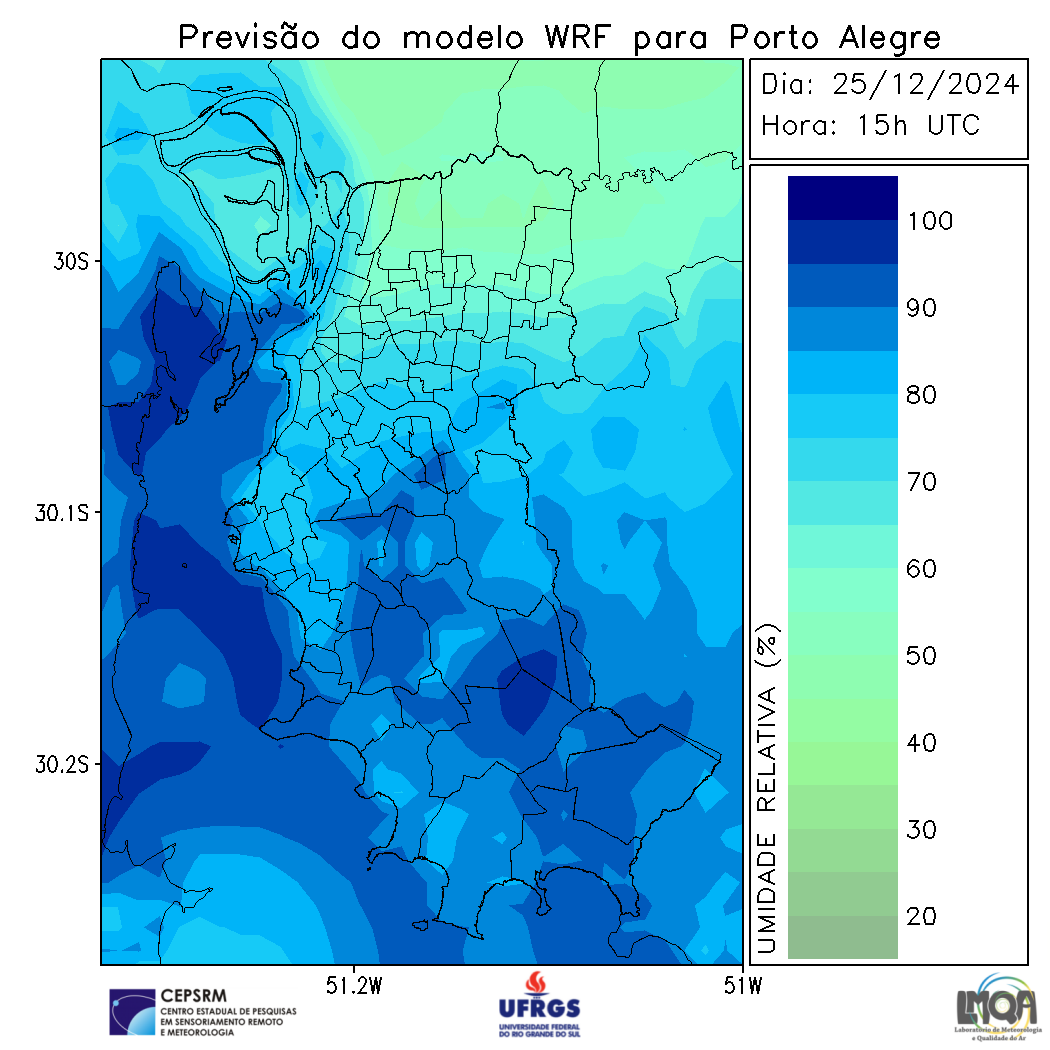 Previsão do modelo WRF para Porto Alegre
Dia: 25/12/2024
Hora: 15h UTC
30S
30.1S
30.2S
51.2W
51W
100
90
80
70
60
50
40
30
20
UMIDADE RELATIVA (%)
CEPSRM
CENTRO ESTADUAL DE PESQUISAS
EM SENSORIAMENTO REMOTO
E METEOROLOGIA
UFRGS
UNIVERSIDADE FEDERAL
DO RIO GRANDE DO SUL
LMQA
Laboratório de Meteorologia
e Qualidade do Ar